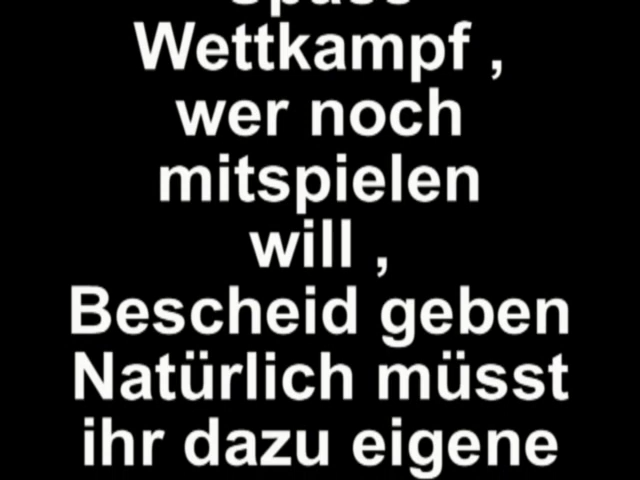 Wettkampf ,
wer noch
mitspielen
will ,
Bescheid geben
Natürlich müsst
ihr dazu eigene